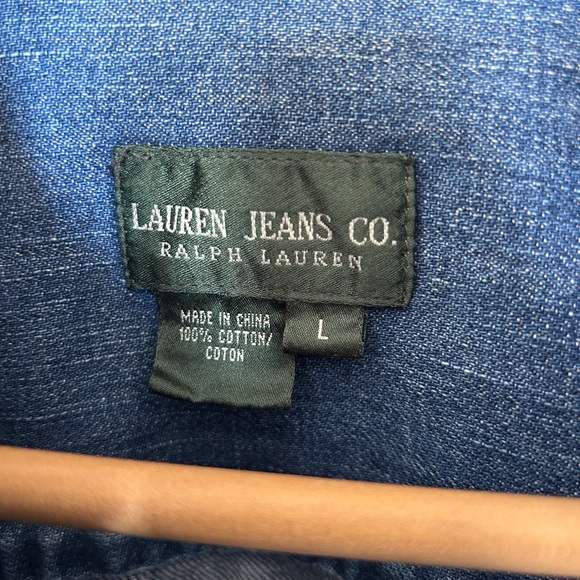 LAUREN JEANS CO.
RALPH LAUREN
MADE IN CHINA
100% COTTON/
COTON
L